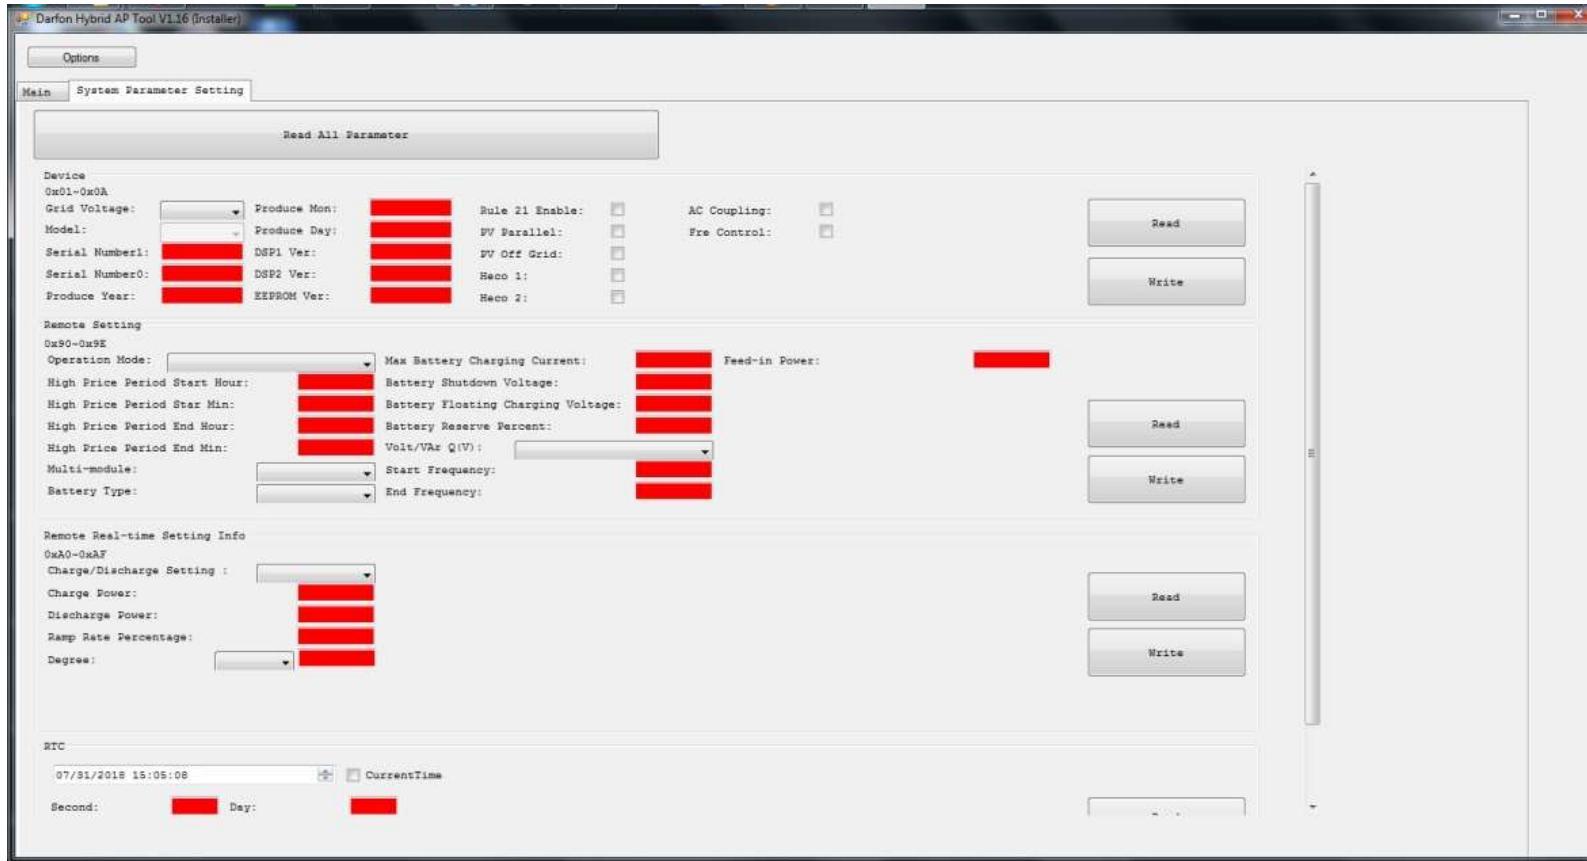 Darfon Hybrid AP Tool V1.16 (Installer)
Options
Main
System Parameter Setting
Read All Parameter
Device
0x01~0x0A
Grid Voltage:
Produce Mon:
Rule 21 Enable:
AC Coupling:
Model:
Produce Day:
PV Parallel:
Fre Control:
Read
Serial Number1:
DSP1 Ver:
PV Off Grid:
Serial Number0:
DSP2 Ver:
Heco 1:
Write
Produce Year:
EEPROM Ver:
Heco 2:
Remote Setting
0x90~0x9E
Operation Mode:
Max Battery Charging Current:
Feed-in Power:
High Price Period Start Hour:
Battery Shutdown Voltage:
High Price Period Star Min:
Battery Floating Charging Voltage:
High Price Period End Hour:
Battery Reserve Percent:
Read
High Price Period End Min:
Volt/VAr Q(V):
Multi-module:
Start Frequency:
Write
Battery Type:
End Frequency:
Remote Real-time Setting Info
0xA0~0xAF
Charge/Discharge Setting :
Charge Power:
Read
Discharge Power:
Ramp Rate Percentage:
Degree:
Write
RTC
07/31/2018 15:05:08
CurrentTime
Second:
Day: